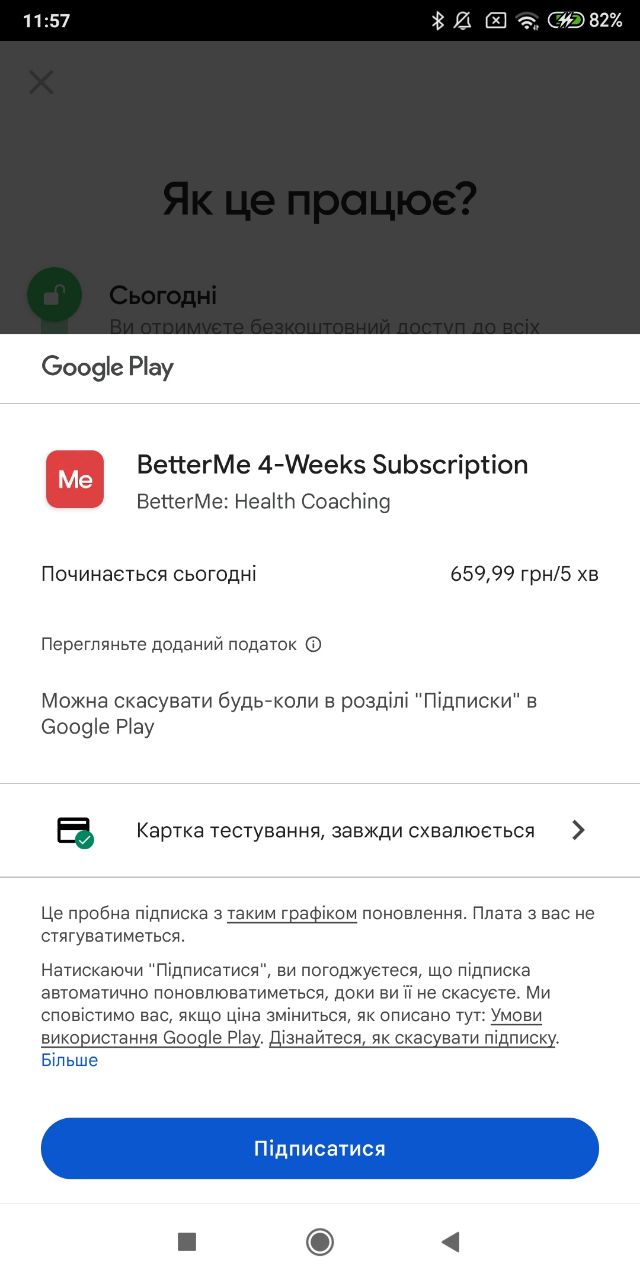 11:57
82%
Як це працює?
Сьогодні
Ви отримуєте безкоштовний доступ до всіх
Google Play
Me
BetterMe 4-Weeks Subscription
BetterMe: Health Coaching
Починається сьогодні 659,99 грн/5 хв
Перегляньте доданий податок
Можна скасувати будь-коли в розділі "Підписки" в
Google Play
Картка тестування, завжди схвалюється
Це пробна підписка з таким графіком поновлення. Плата з вас не
стягуватиметься.
Натискаючи "Підписатися", ви погоджуєтеся, що підписка
автоматично поновлюватиметься, доки ви її не скасуєте. Ми
сповістимо вас, якщо ціна зміниться, як описано тут: Умови
використання Google Play. Дізнайтеся, як скасувати підписку.
Більше
Підписатися